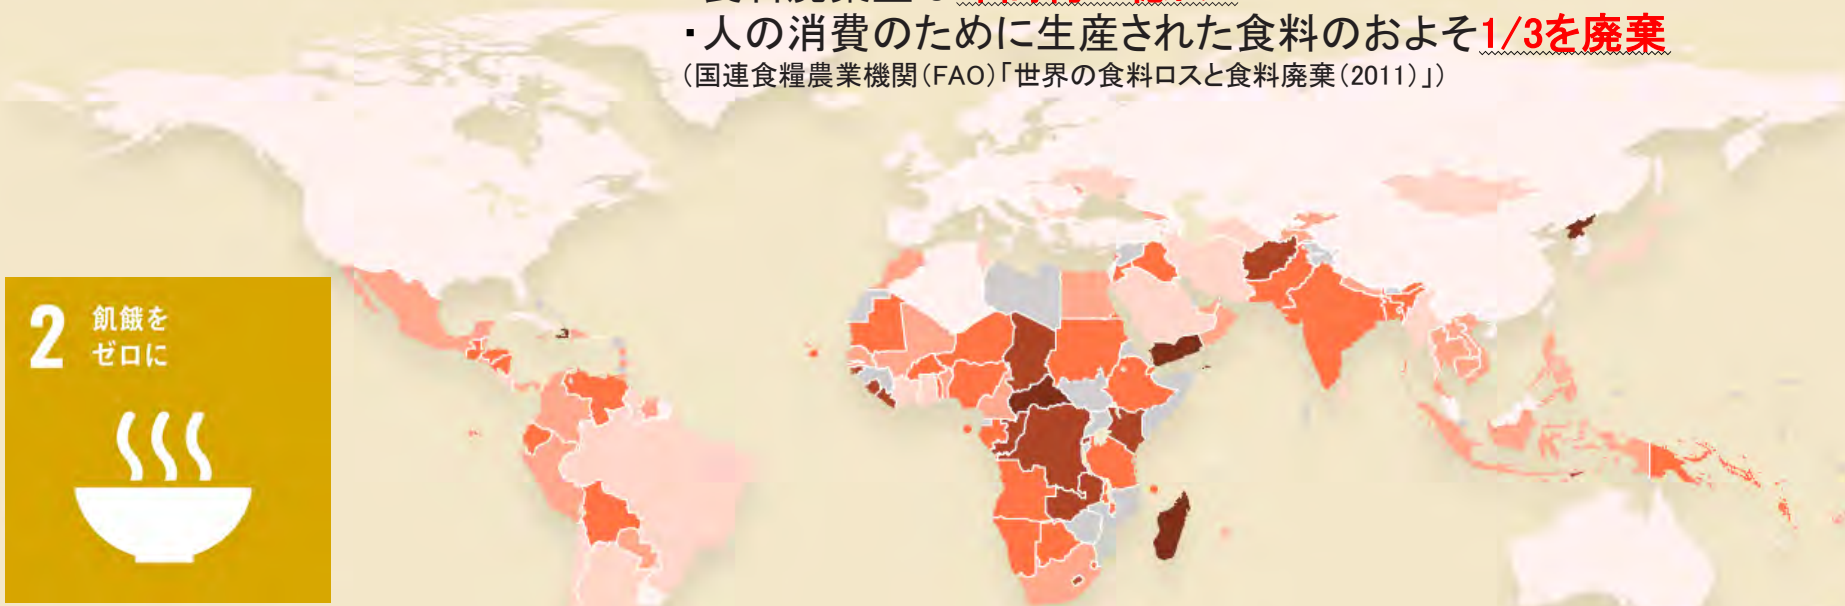 ・人の消費のために生産された食料のおよそ1/3を廃棄
(国連食糧農業機関(FAO)「世界の食料ロスと食料廃棄(2011)」)
2 飢餓を
ゼロに